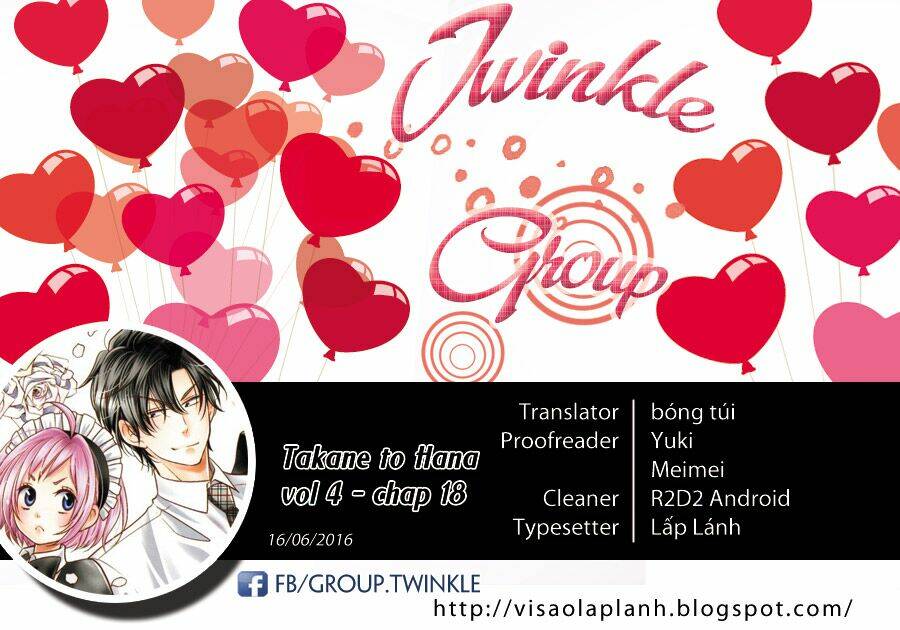 Twinkle
Group
Takane to Hana
vol 4 - chap 18
16/06/2016
Translator bóng túi
Proofreader Yuki
Meimei
Cleaner R2D2 Android
Typesetter Lấp Lánh
f FB/GROUP.TWINKLE
http://visaolaplanh.blogspot.com/